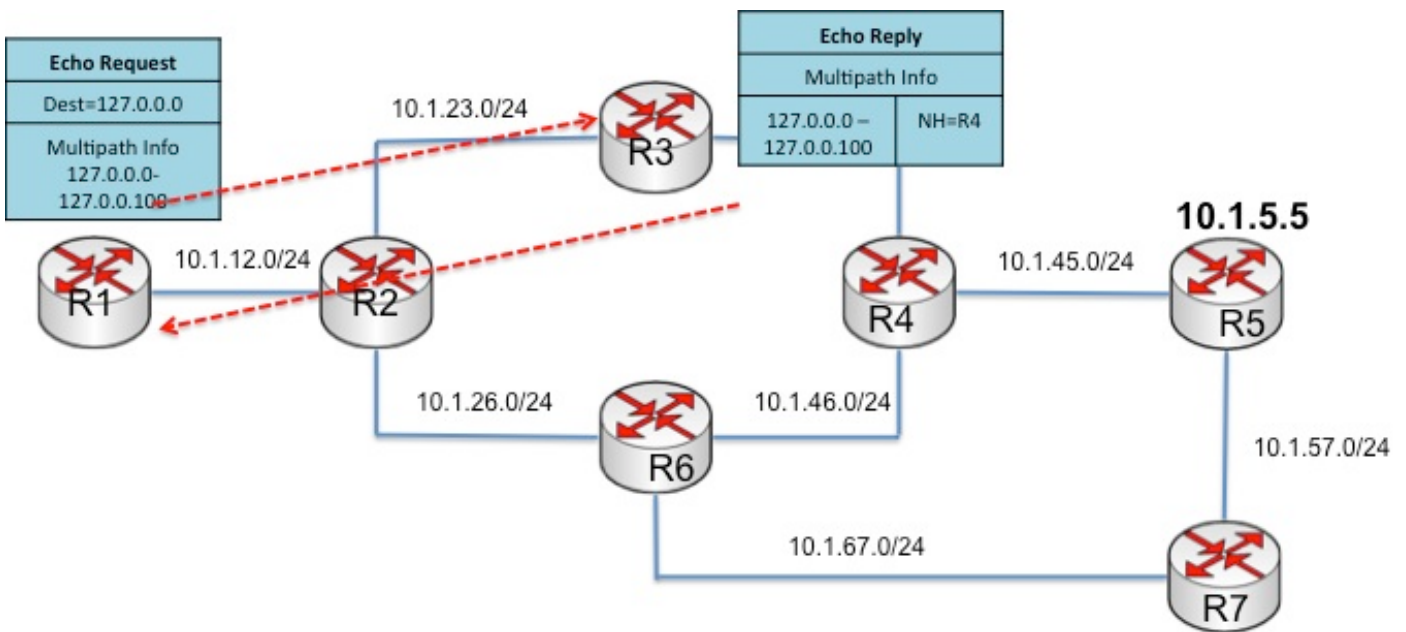 Echo Request
Dest=127.0.0.0
Multipath Info
127.0.0.0-
127.0.0.100
Echo Reply
Multipath Info
127.0.0.0 –
127.0.0.100
NH=R4
10.1.23.0/24
R3
10.1.5.5
R1
10.1.12.0/24
R2
R4
10.1.45.0/24
R5
10.1.26.0/24
R6
10.1.46.0/24
10.1.57.0/24
10.1.67.0/24
R7